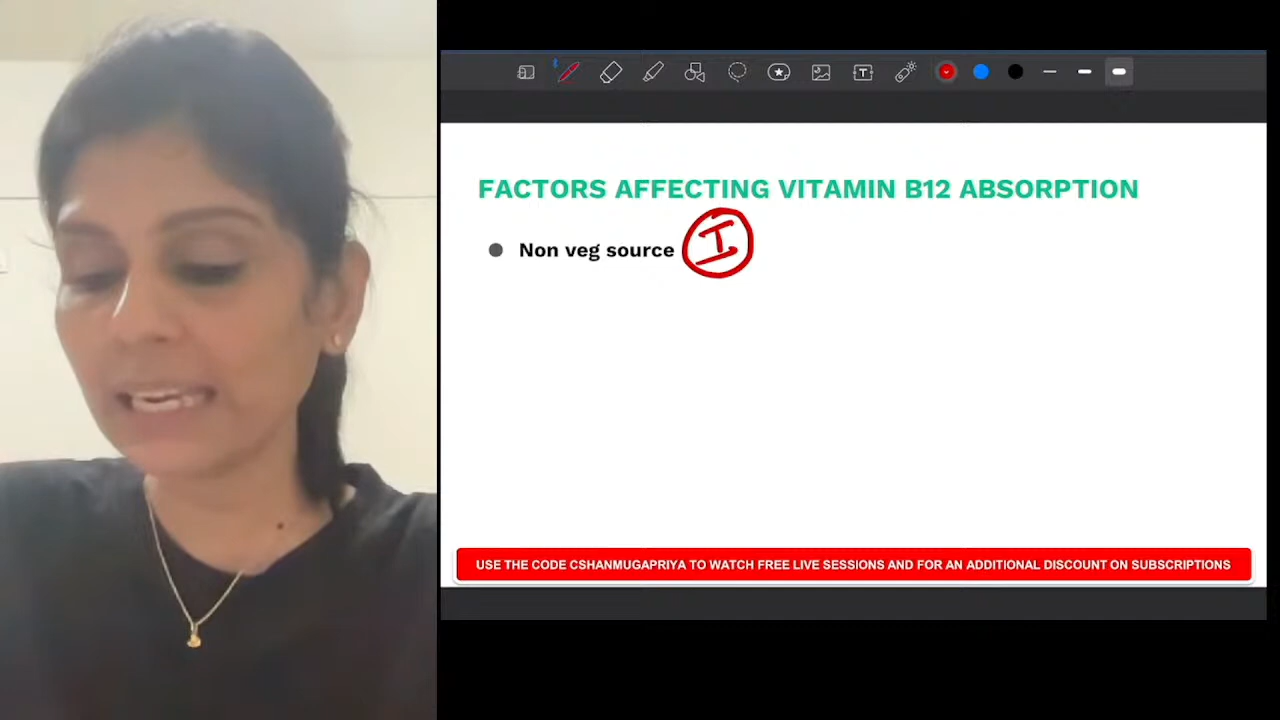 FACTORS AFFECTING VITAMIN B12 ABSORPTION
Non veg source I
USE THE CODE CSHANMUGAPRIYA TO WATCH FREE LIVE SESSIONS AND FOR AN ADDITIONAL DISCOUNT ON SUBSCRIPTIONS